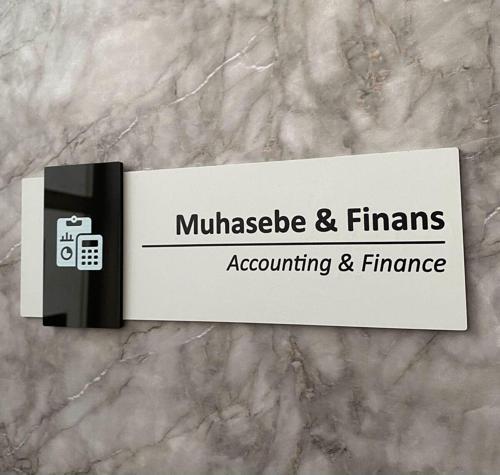 Muhasebe & Finans
Accounting & Finance